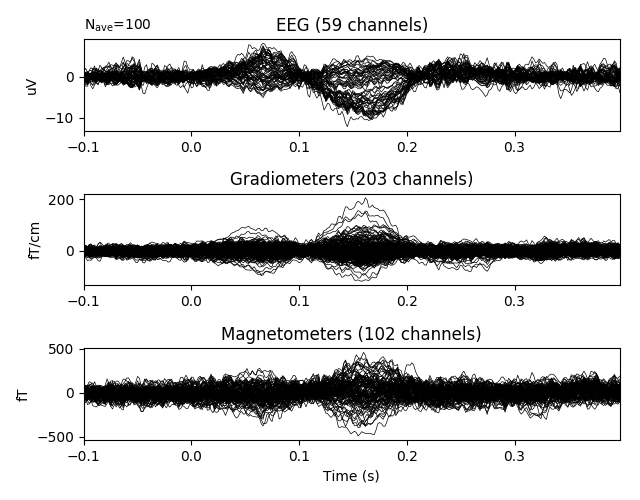 Nave=100
EEG (59 channels)
uV
0
−10
−0.1 0.0 0.1 0.2 0.3
Gradiometers (203 channels)
fT/cm
200
0
−0.1 0.0 0.1 0.2 0.3
Magnetometers (102 channels)
fT
500
0
−500
−0.1 0.0 0.1 0.2 0.3
Time (s)